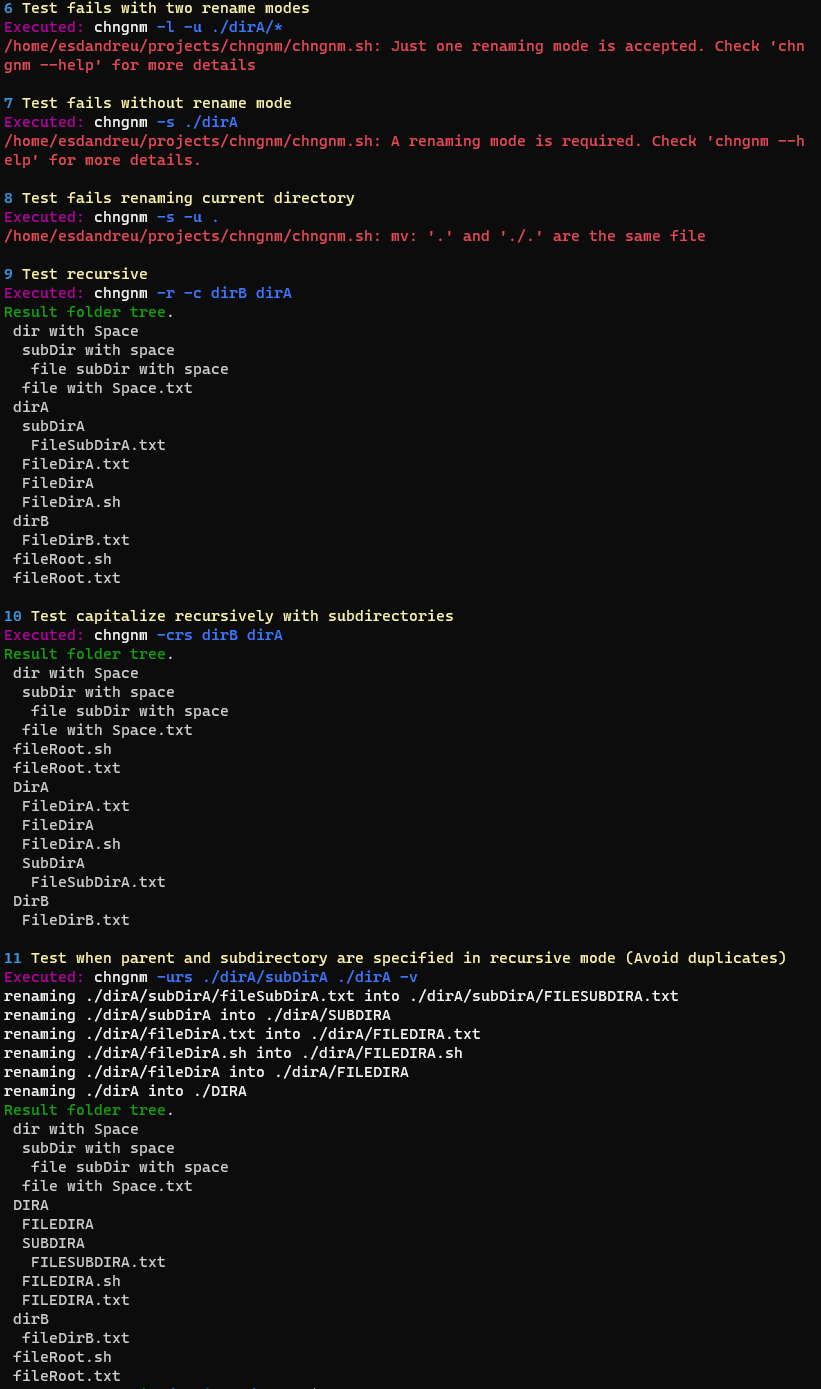 6 Test fails with two rename modes
Executed: chngnm -l -u ./dirA/*
/home/esdandreu/projects/chngnm/chngnm.sh: Just one renaming mode is accepted. Check 'chn
gnm --help' for more details
7 Test fails without rename mode
Executed: chngnm -s ./dirA
/home/esdandreu/projects/chngnm/chngnm.sh: A renaming mode is required. Check 'chngnm --h
elp' for more details.
8 Test fails renaming current directory
Executed: chngnm -s -u .
/home/esdandreu/projects/chngnm/chngnm.sh: mv: '.' and './.' are the same file
9 Test recursive
Executed: chngnm -r -c dirB dirA
Result folder tree.
 dir with Space
  subDir with space
   file subDir with space
  file with Space.txt
 dirA
  subDirA
   FileSubDirA.txt
  FileDirA.txt
  FileDirA
  FileDirA.sh
 dirB
  FileDirB.txt
 fileRoot.sh
 fileRoot.txt
10 Test capitalize recursively with subdirectories
Executed: chngnm -crs dirB dirA
Result folder tree.
 dir with Space
  subDir with space
   file subDir with space
  file with Space.txt
 fileRoot.sh
 fileRoot.txt
 DirA
  FileDirA.txt
  FileDirA
  FileDirA.sh
  SubDirA
   FileSubDirA.txt
 DirB
  FileDirB.txt
11 Test when parent and subdirectory are specified in recursive mode (Avoid duplicates)
Executed: chngnm -urs ./dirA/subDirA ./dirA -v
renaming ./dirA/subDirA/fileSubDirA.txt into ./dirA/subDirA/FILESUBDIRA.txt
renaming ./dirA/subDirA into ./dirA/SUBDIRA
renaming ./dirA/fileDirA.txt into ./dirA/FILEDIRA.txt
renaming ./dirA/fileDirA.sh into ./dirA/FILEDIRA.sh
renaming ./dirA/fileDirA into ./dirA/FILEDIRA
renaming ./dirA into ./DIRA
Result folder tree.
 dir with Space
  subDir with space
   file subDir with space
  file with Space.txt
 DIRA
  FILEDIRA
  SUBDIRA
   FILESUBDIRA.txt
  FILEDIRA.sh
  FILEDIRA.txt
 dirB
  fileDirB.txt
 fileRoot.sh
 fileRoot.txt